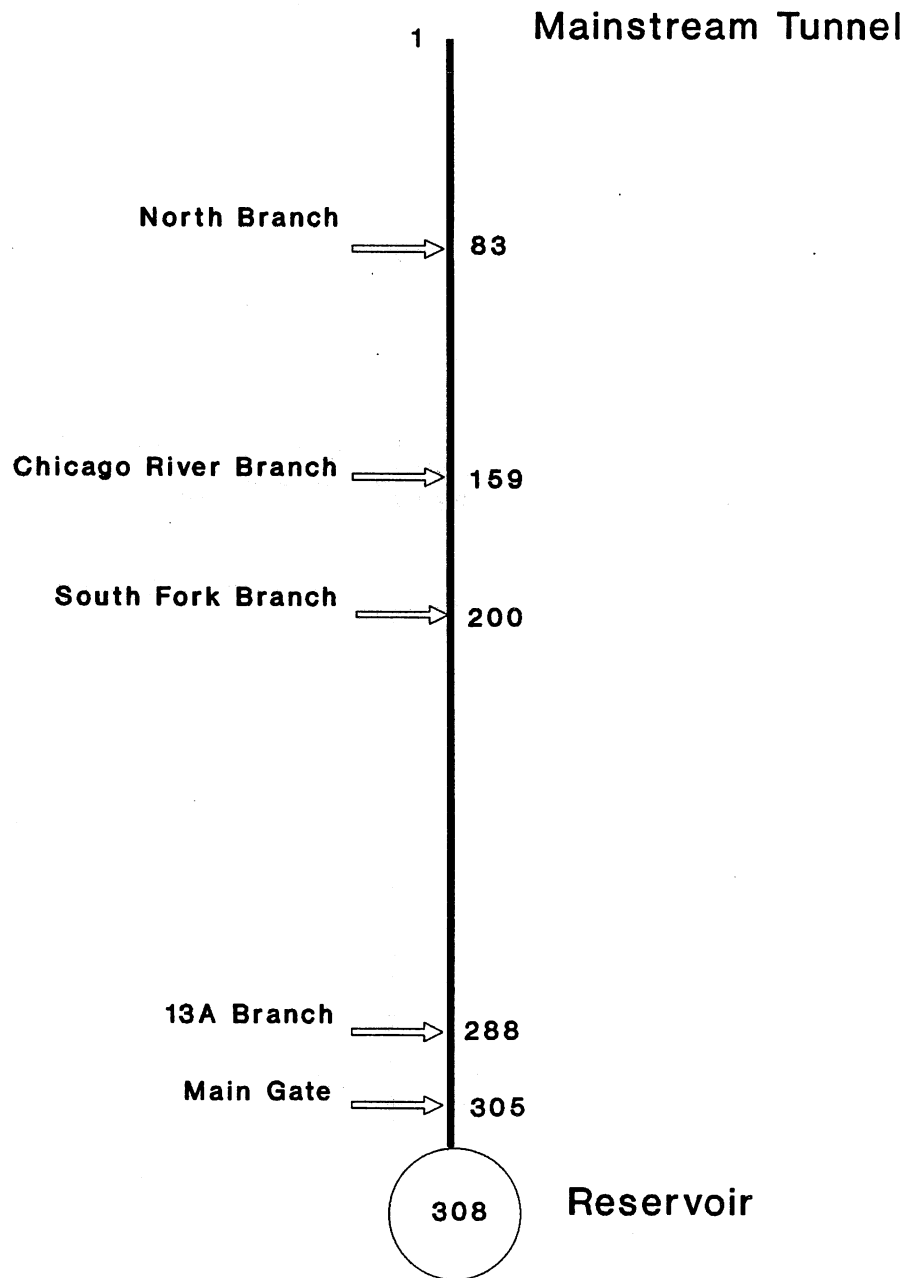 Mainstream Tunnel
1
North Branch
83
Chicago River Branch
159
South Fork Branch
200
13A Branch
288
Main Gate
305
308
Reservoir